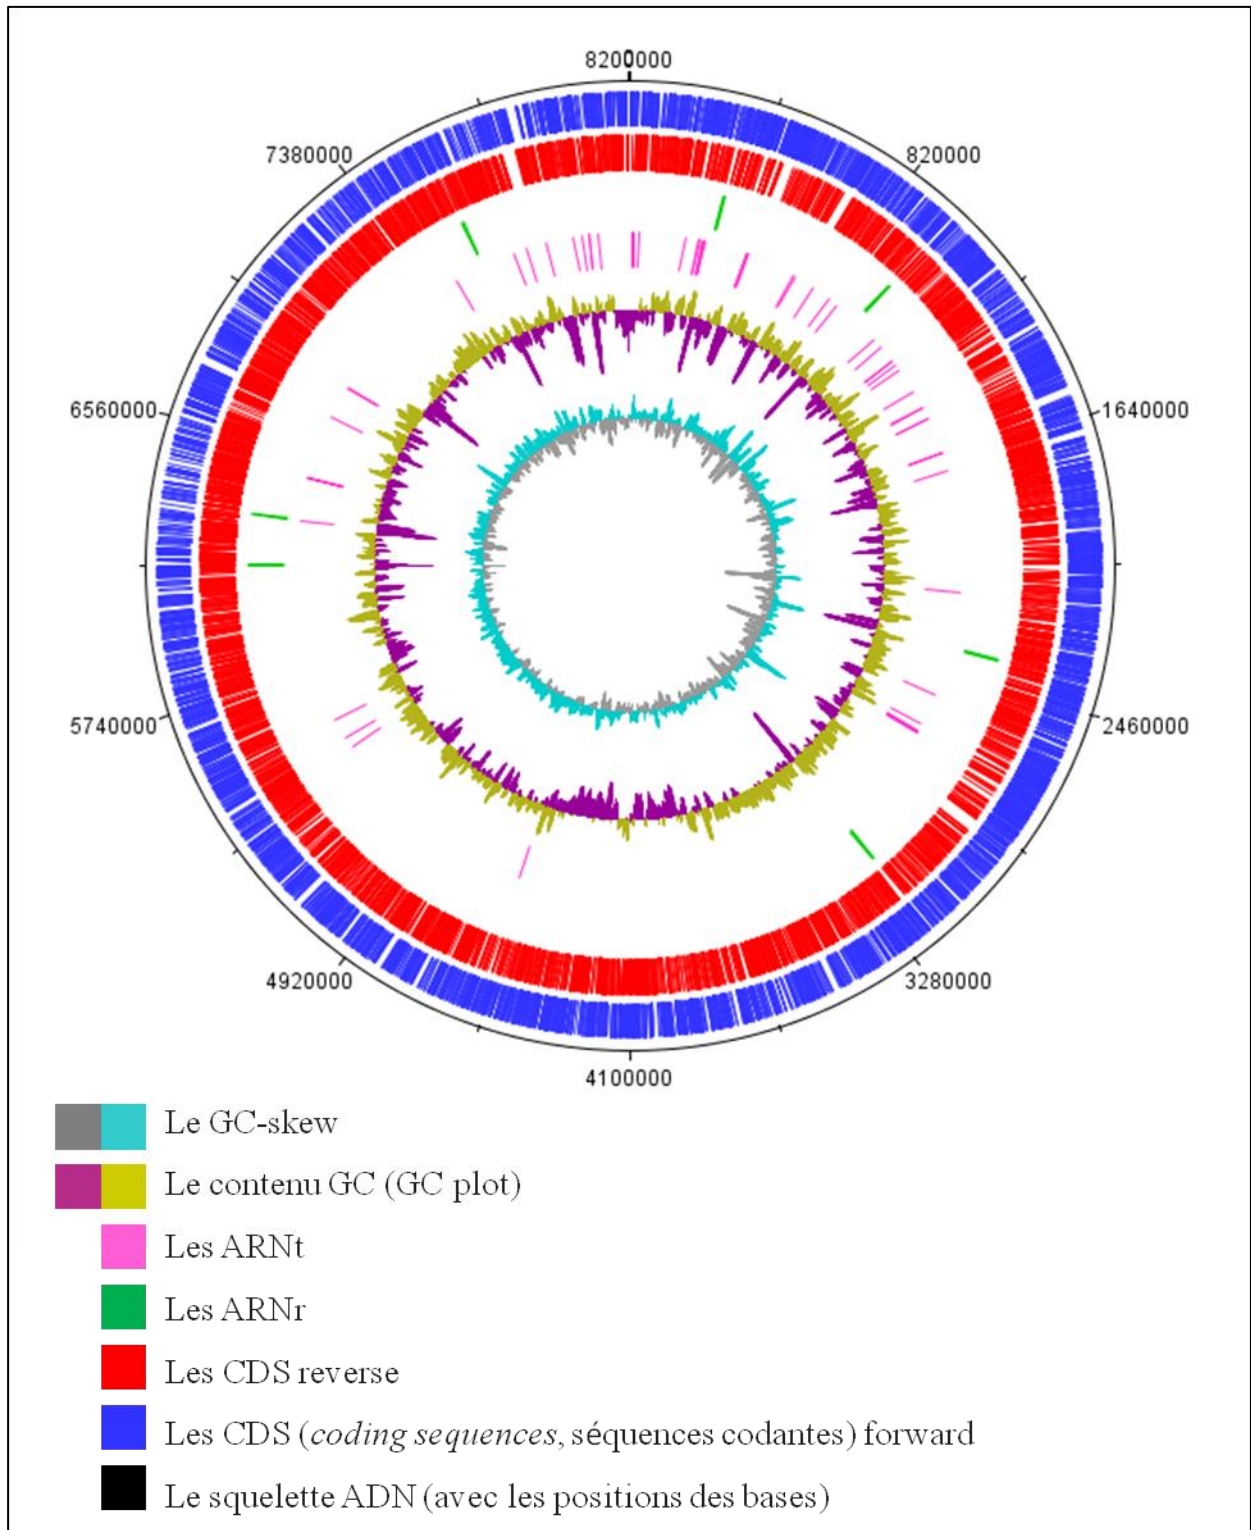 8200000
7380000
820000
6560000
1640000
5740000
2460000
4920000
3280000
4100000
Le GC-skew
Le contenu GC (GC plot)
Les ARNt
Les ARNr
Les CDS reverse
Les CDS (coding sequences, séquences codantes) forward
Le squelette ADN (avec les positions des bases)